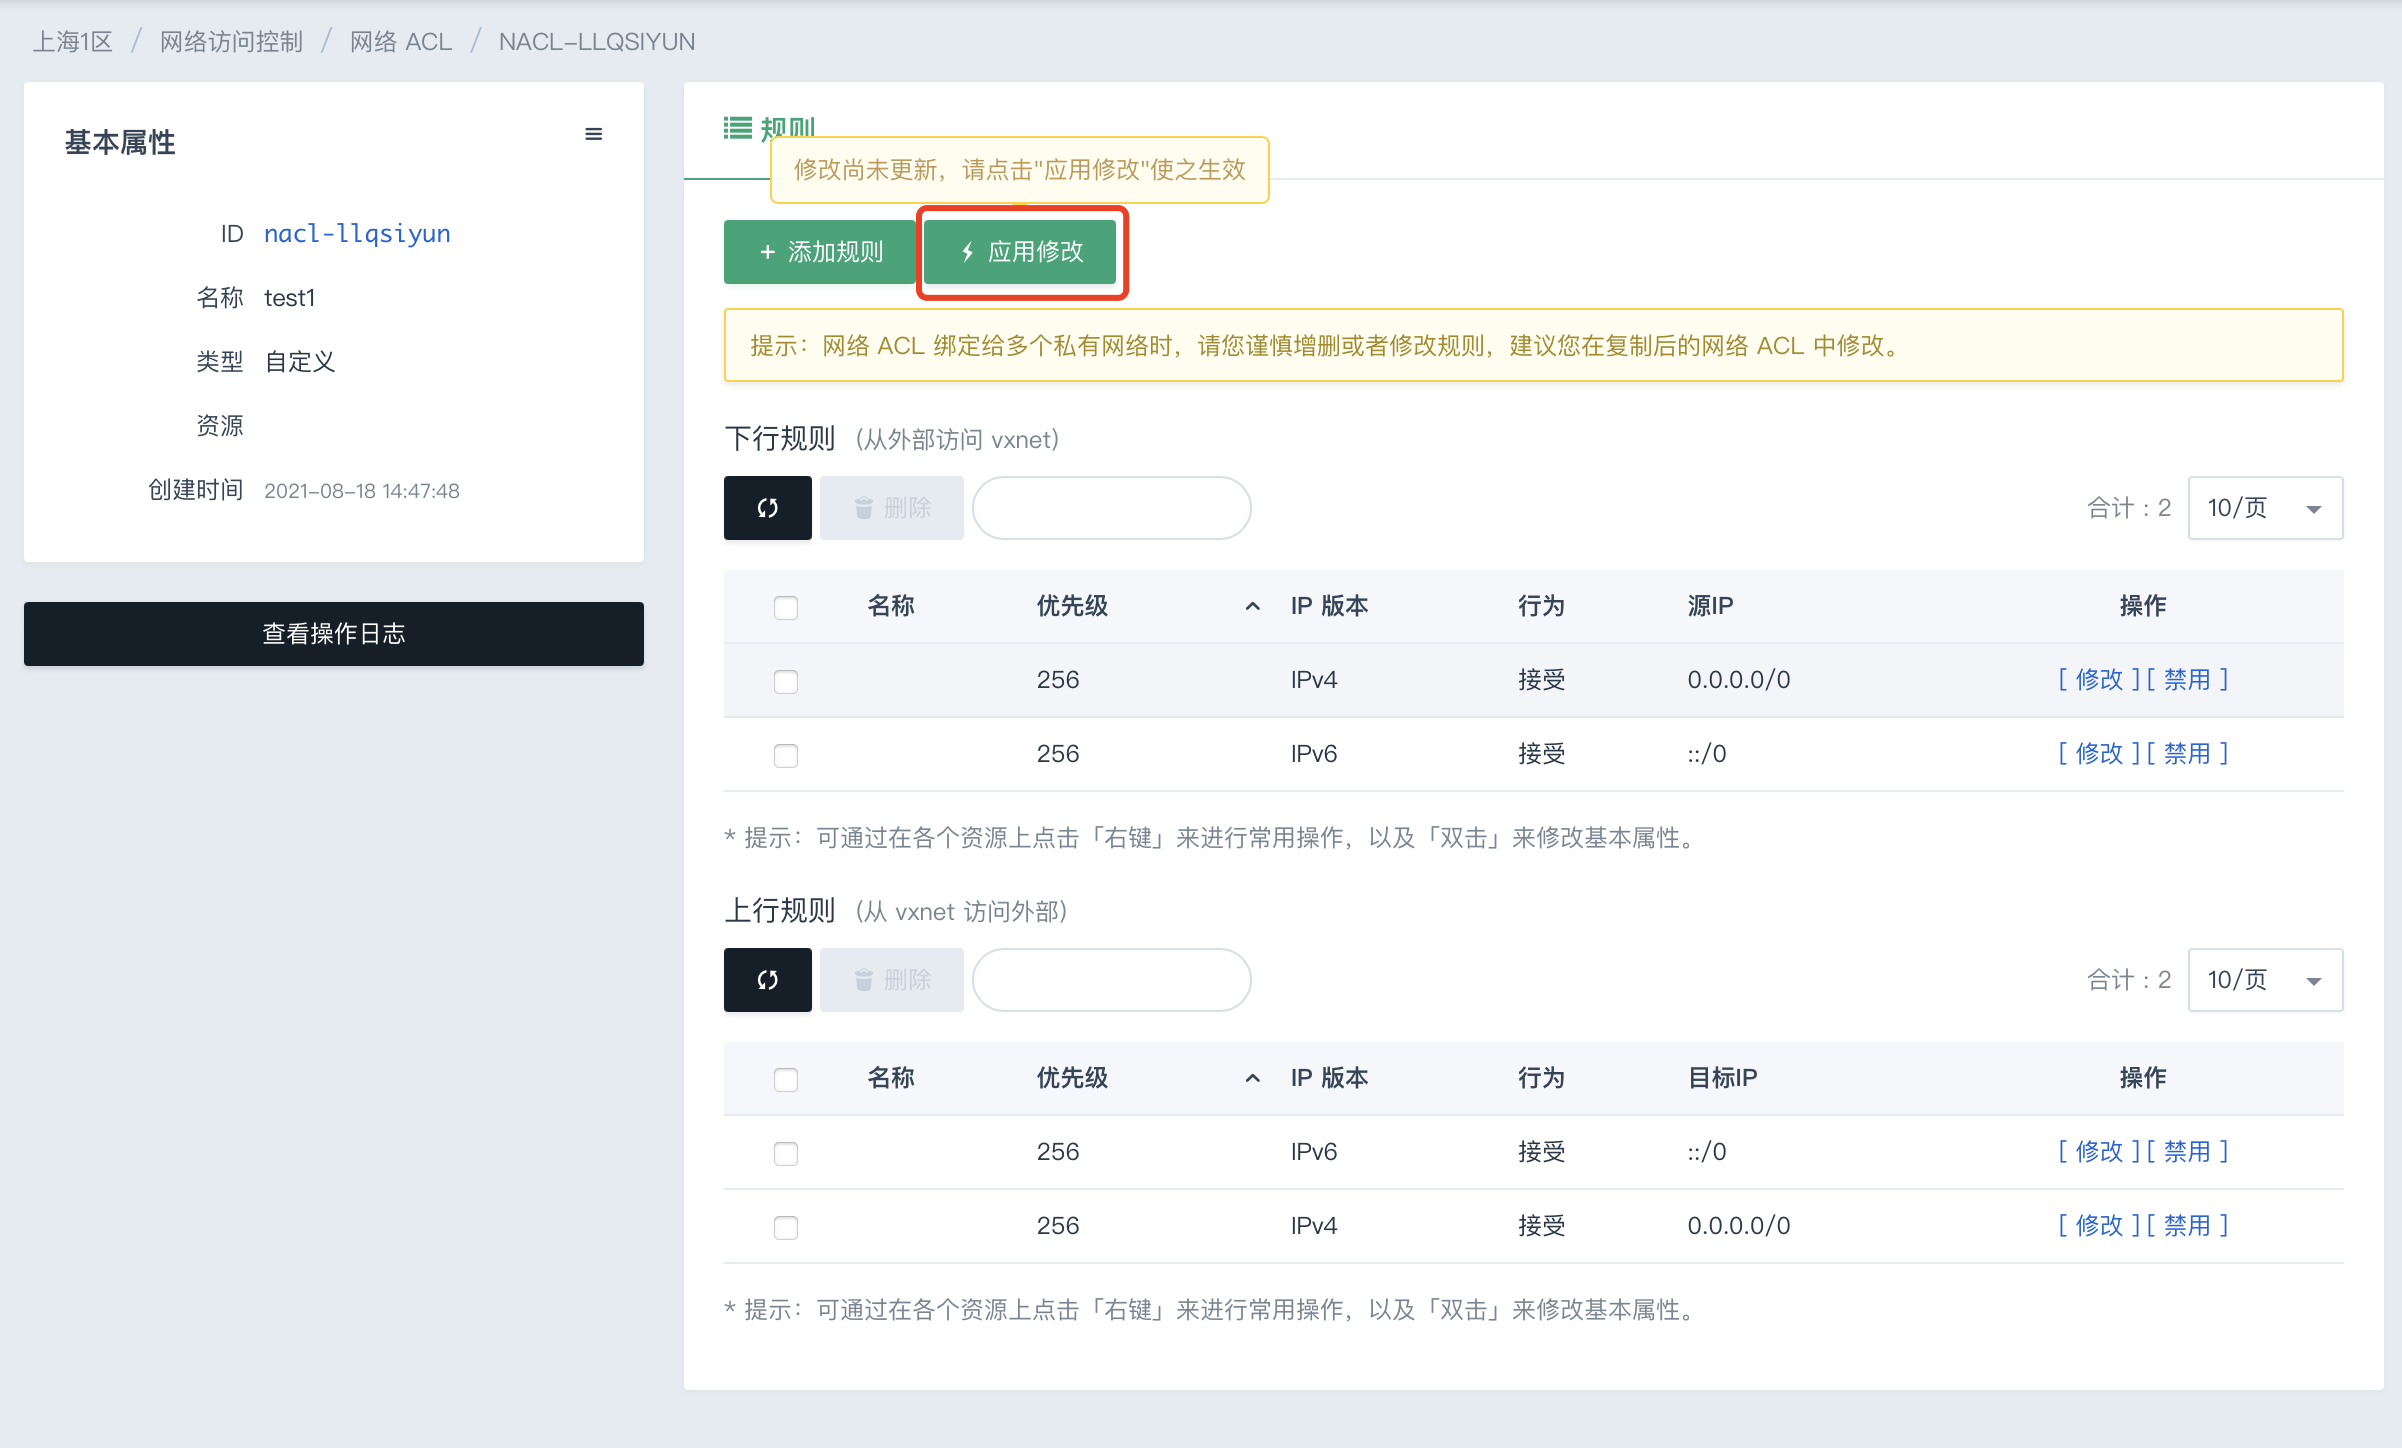 上海1区 / 网络访问控制 / 网络 ACL / NACL-LLQSIYUN
基本属性
ID nacl-llqsiyun
名称 test1
类型 自定义
资源
创建时间 2021-08-18 14:47:48
查看操作日志
规则
修改尚未更新，请点击"应用修改"使之生效
+ 添加规则 应用修改
提示：网络 ACL 绑定给多个私有网络时，请您谨慎增删或者修改规则，建议您在复制后的网络 ACL 中修改。
下行规则 (从外部访问 vxnet)
删除 合计：2 10/页
名称 优先级 IP 版本 行为 源IP 操作
256 IPv4 接受 0.0.0.0/0 [ 修改 ][ 禁用 ]
256 IPv6 接受 ::/0 [ 修改 ][ 禁用 ]
* 提示：可通过在各个资源上点击「右键」来进行常用操作，以及「双击」来修改基本属性。
上行规则 (从 vxnet 访问外部)
删除 合计：2 10/页
名称 优先级 IP 版本 行为 目标IP 操作
256 IPv6 接受 ::/0 [ 修改 ][ 禁用 ]
256 IPv4 接受 0.0.0.0/0 [ 修改 ][ 禁用 ]
* 提示：可通过在各个资源上点击「右键」来进行常用操作，以及「双击」来修改基本属性。